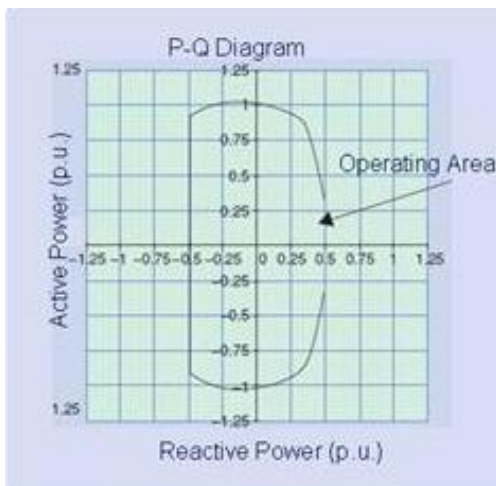 P-Q Diagram
1.25 1.25
1
0.75
Operating Area
0.5
0.25
Active Power (p.u.)
-1.25 -1 -0.75 -0.5 -0.25 0 0.25 0.5 0.75 1 1.25
-0.25
-0.5
-0.75
-1
1.25 -1.25
Reactive Power (p.u.)